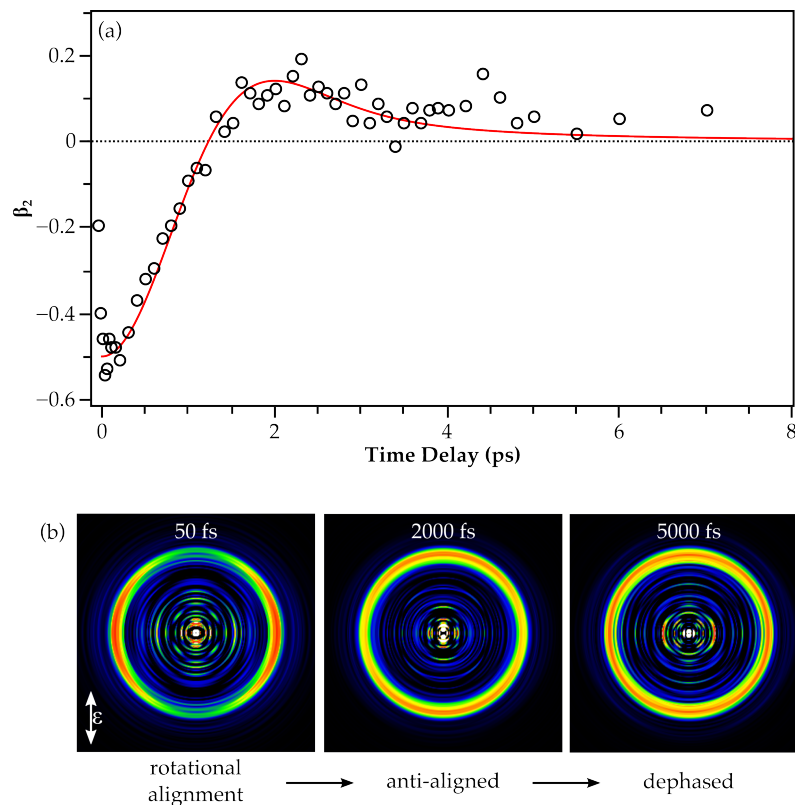 (a)
0.2
0
−0.2
−0.4
−0.6
β2
0 2 4 6 8
Time Delay (ps)
(b)
50 fs 2000 fs 5000 fs
ε
rotational
alignment
anti-aligned
dephased